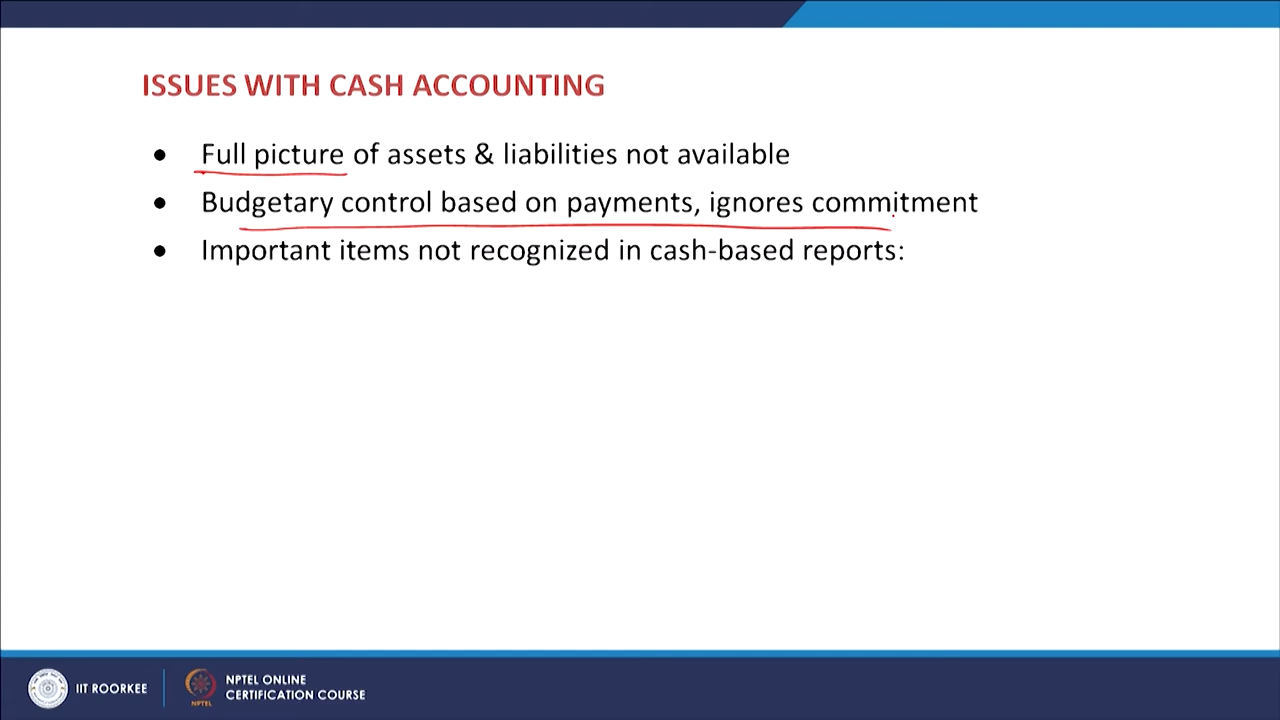 ISSUES WITH CASH ACCOUNTING
• Full picture of assets & liabilities not available
• Budgetary control based on payments, ignores commitment
• Important items not recognized in cash-based reports:
IIT ROORKEE
NPTEL ONLINE
CERTIFICATION COURSE
NPTEL